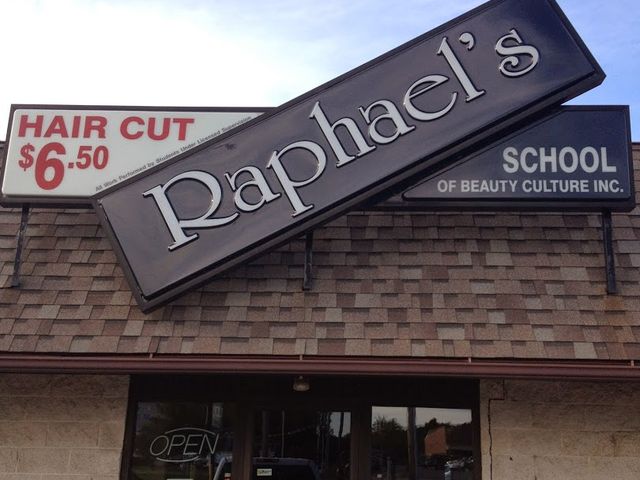 HAIR CUT
$6.50
All Work Performed by Students Under Licensed Supervision
Raphael's
SCHOOL
OF BEAUTY CULTURE INC.
OPEN